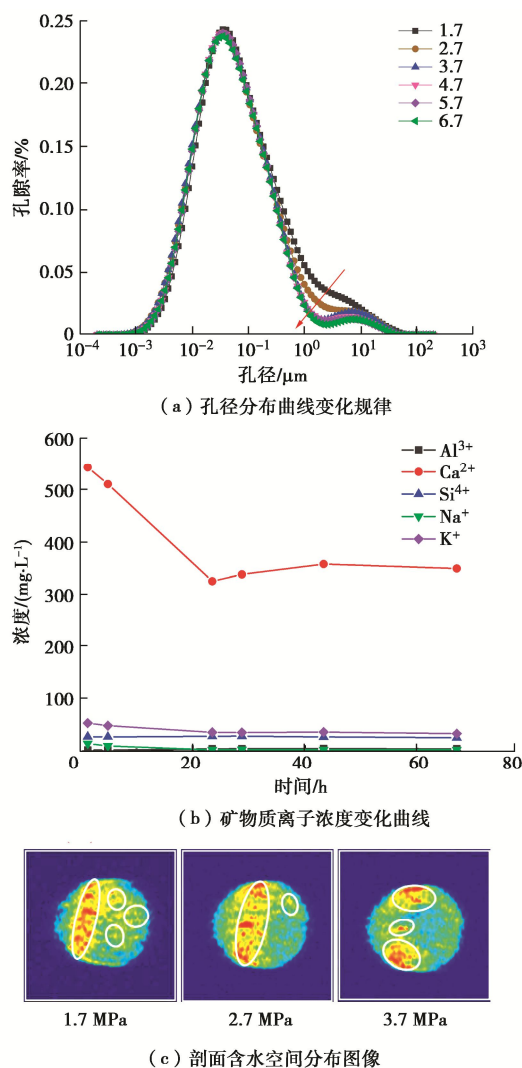 0.25
0.20
0.15
0.10
0.05
0
孔隙率/%
1.7
2.7
3.7
4.7
5.7
6.7
10⁻⁴ 10⁻³ 10⁻² 10⁻¹ 10⁰ 10¹ 10² 10³
孔径/μm
(a) 孔径分布曲线变化规律
600
500
400
300
200
100
浓度/(mg·L⁻¹)
Al³⁺
Ca²⁺
Si⁴⁺
Na⁺
K⁺
0 20 40 60 80
时间/h
(b) 矿物质离子浓度变化曲线
1.7 MPa 2.7 MPa 3.7 MPa
(c) 剖面含水空间分布图像